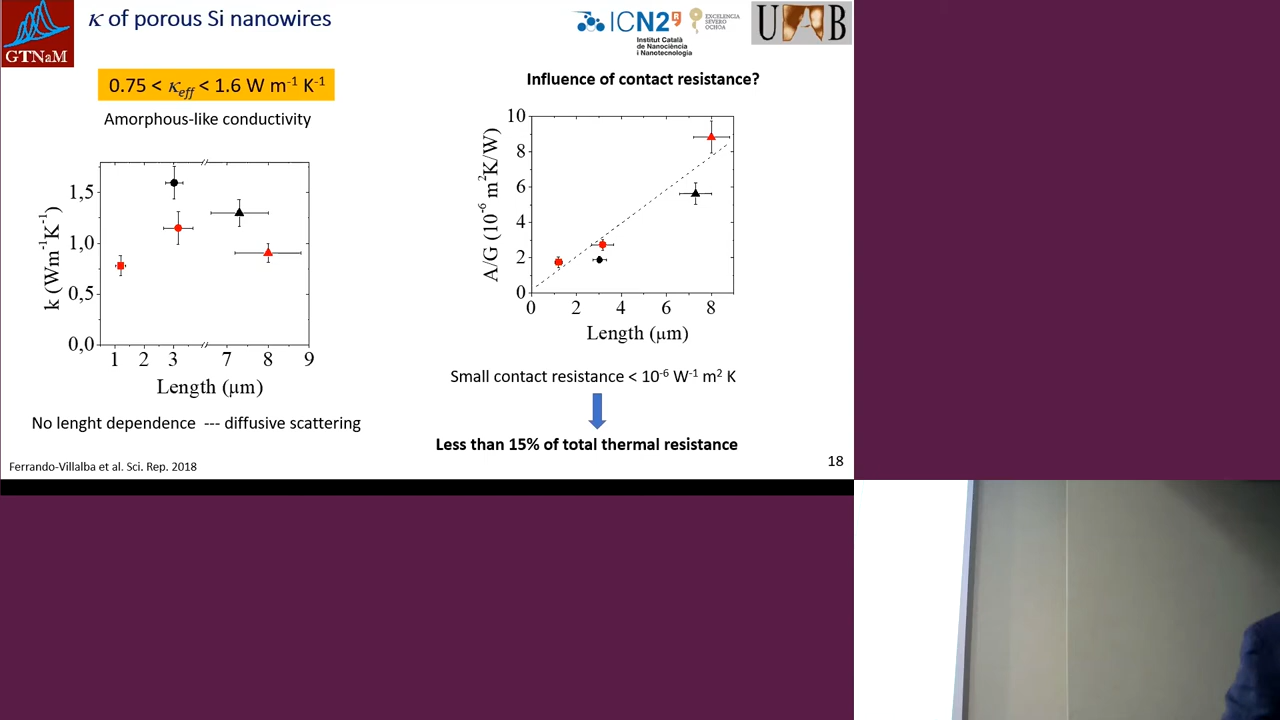 GTNaM
κ of porous Si nanowires
ICN2
Institut Català
de Nanociència
i Nanotecnologia
EXCELENCIA
SEVERO
OCHOA
UAB
0.75 < κeff < 1.6 W m-1 K-1
Amorphous-like conductivity
k (Wm-1K-1)
1,5
1,0
0,5
0,0
1 2 3 7 8 9
Length (μm)
No lenght dependence --- diffusive scattering
Ferrando-Villalba et al. Sci. Rep. 2018
Influence of contact resistance?
A/G (10-6 m2K/W)
10
8
6
4
2
0
0 2 4 6 8
Length (μm)
Small contact resistance < 10-6 W-1 m2 K
Less than 15% of total thermal resistance
18